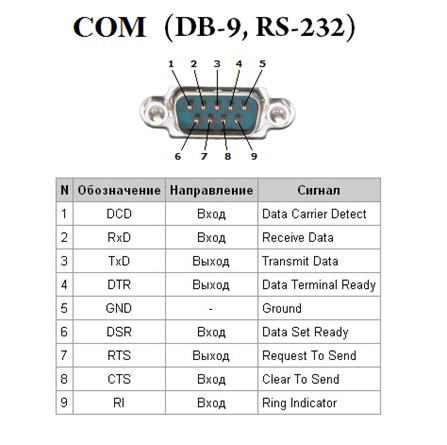 COM (DB-9, RS-232)
1 2 3 4 5
6 7 8 9
N Обозначение Направление Сигнал
1 DCD Вход Data Carrier Detect
2 RxD Вход Receive Data
3 TxD Выход Transmit Data
4 DTR Выход Data Terminal Ready
5 GND - Ground
6 DSR Вход Data Set Ready
7 RTS Выход Request To Send
8 CTS Вход Clear To Send
9 RI Вход Ring Indicator